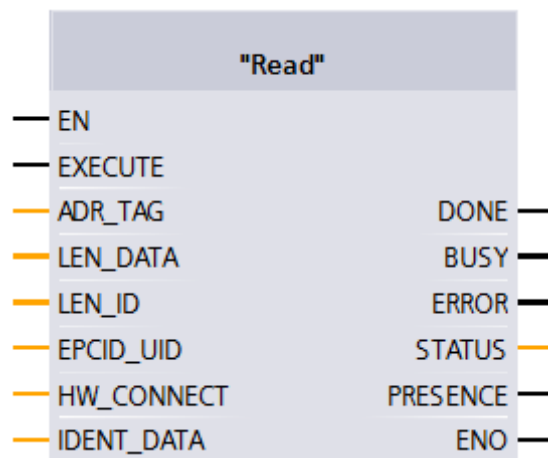 "Read"
EN
EXECUTE
ADR_TAG DONE
LEN_DATA BUSY
LEN_ID ERROR
EPCID_UID STATUS
HW_CONNECT PRESENCE
IDENT_DATA ENO